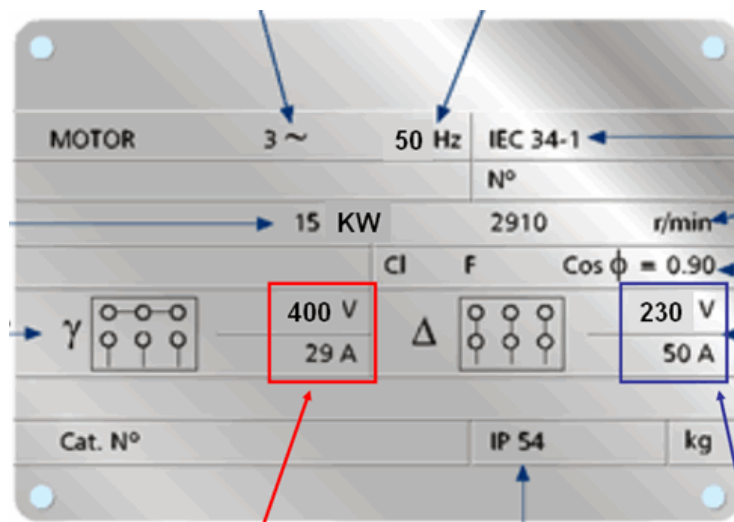 MOTOR 3 ~ 50 Hz IEC 34-1
Nº
15 KW 2910 r/min
Cl F Cos ϕ = 0.90
γ 400 V Δ 230 V
29 A 50 A
Cat. Nº IP 54 kg